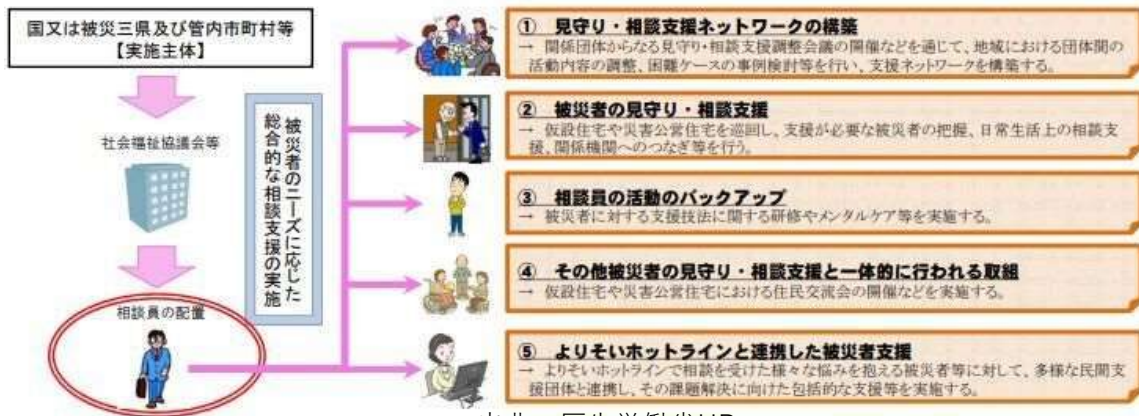 国又は被災三県及び管内市町村等
【実施主体】
社会福祉協議会等
相談員の配置
被災者のニーズに応じた
総合的な相談支援の実施
① 見守り・相談支援ネットワークの構築
→ 関係団体からなる見守り・相談支援調整会議の開催などを通じて、地域における団体間の
活動内容の調整、困難ケースの事例検討等を行い、支援ネットワークを構築する。
② 被災者の見守り・相談支援
→ 仮設住宅や災害公営住宅を巡回し、支援が必要な被災者の把握、日常生活上の相談支
援、関係機関へのつなぎ等を行う。
③ 相談員の活動のバックアップ
→ 被災者に対する支援技法に関する研修やメンタルケア等を実施する。
④ その他被災者の見守り・相談支援と一体的に行われる取組
→ 仮設住宅や災害公営住宅における住民交流会の開催などを実施する。
⑤ よりそいホットラインと連携した被災者支援
→ よりそいホットラインで相談を受けた様々な悩みを抱える被災者等に対して、多様な民間支
援団体と連携し、その課題解決に向けた包括的な支援等を実施する。